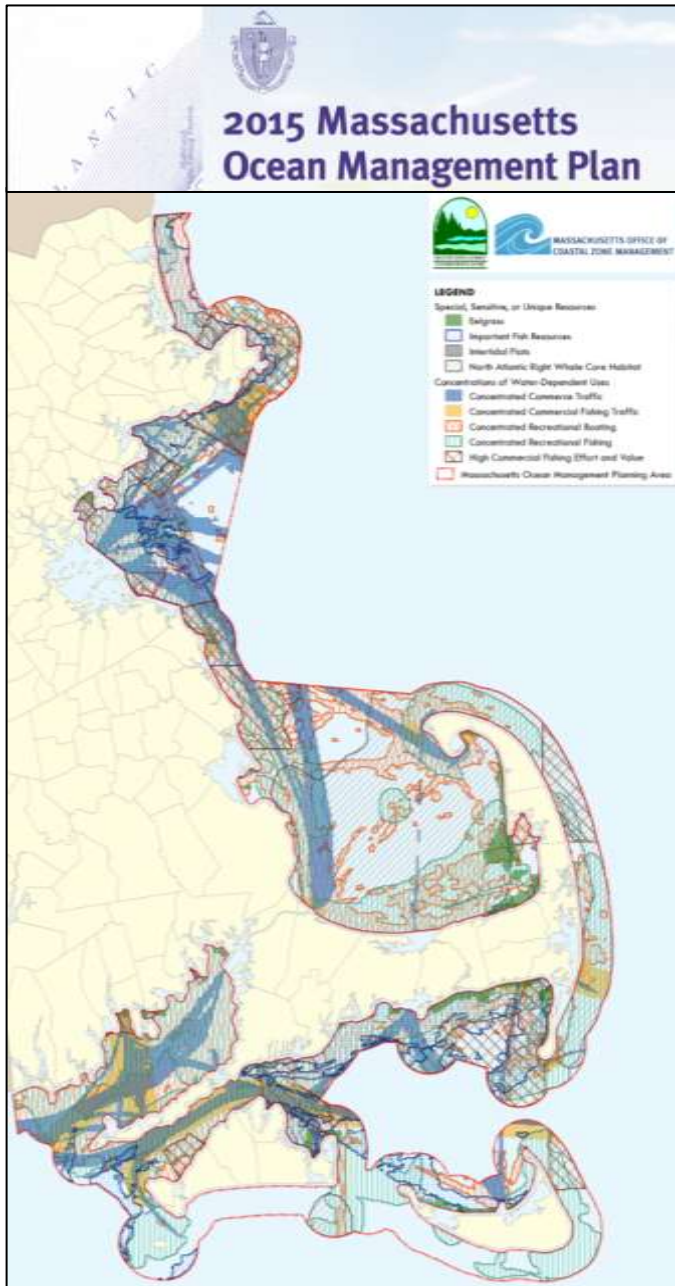 LANTIC
2015 Massachusetts
Ocean Management Plan
MASSACHUSETTS OFFICE OF
COASTAL ZONE MANAGEMENT
LEGEND
Special, Sensitive, or Unique Resources
Eelgrass
Important Fish Resources
Intertidal Flats
North Atlantic Right Whale Core Habitat
Concentrations of Water-Dependent Uses
Concentrated Commerce Traffic
Concentrated Commercial Fishing Traffic
Concentrated Recreational Boating
Concentrated Recreational Fishing
High Commercial Fishing Effort and Value
Massachusetts Ocean Management Planning Area